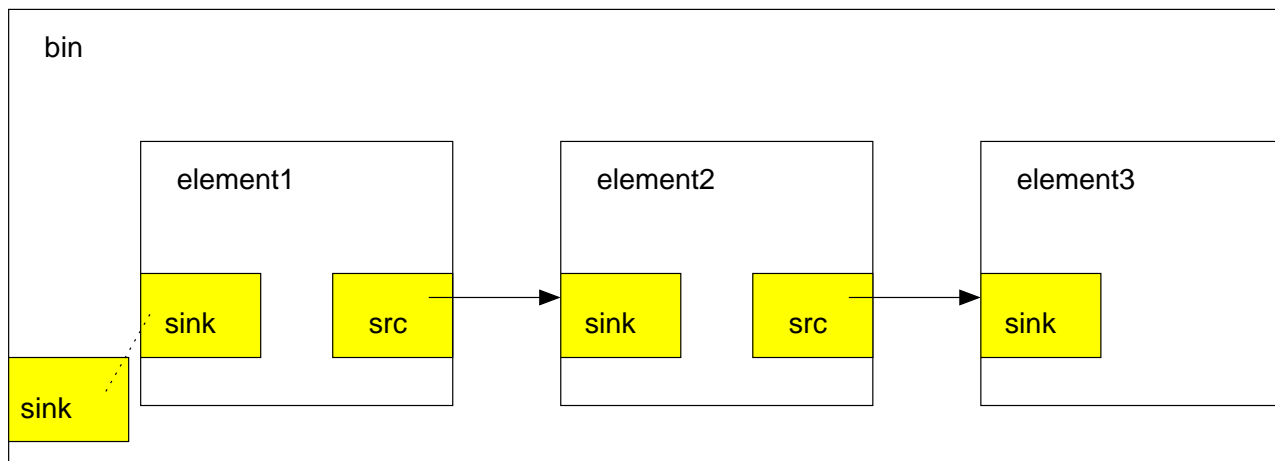 bin
element1
element2
element3
sink
src
sink
src
sink
sink